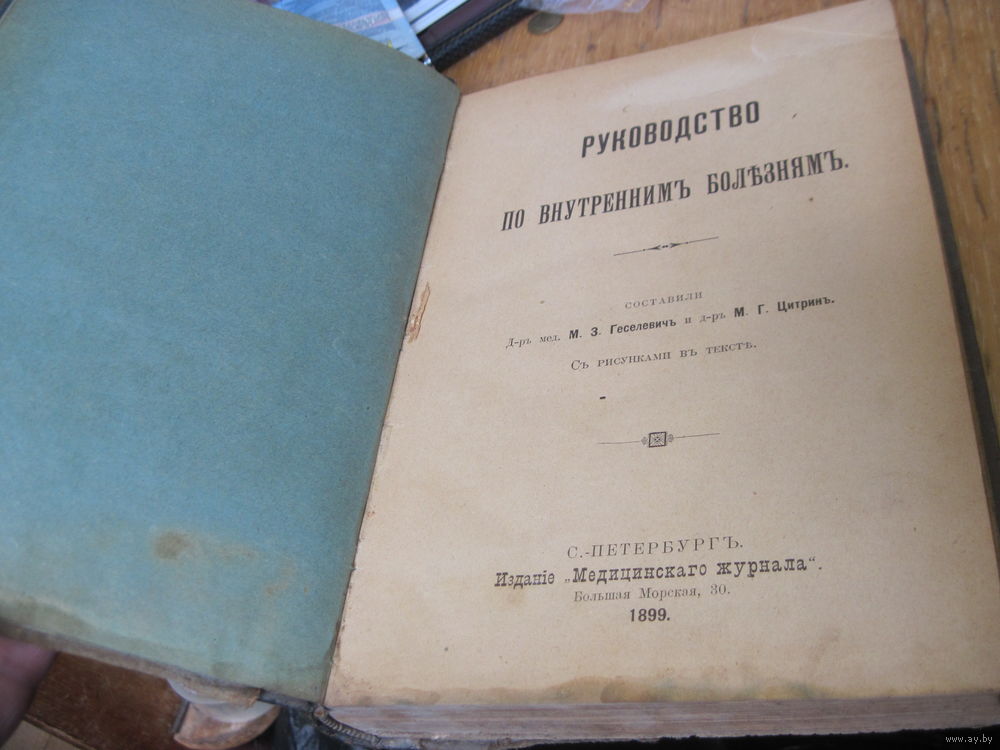 РУКОВОДСТВО
ПО ВНУТРЕННИМЪ БОЛѢЗНЯМЪ.
СОСТАВИЛИ
Д-ръ мед. М. З. Геселевичъ и д-ръ М. Г. Цитринъ.
Съ рисунками въ текстѣ.
С.-ПЕТЕРБУРГЪ.
Изданіе „Медицинскаго журнала“.
Большая Морская, 30.
1899.
www.ay.by